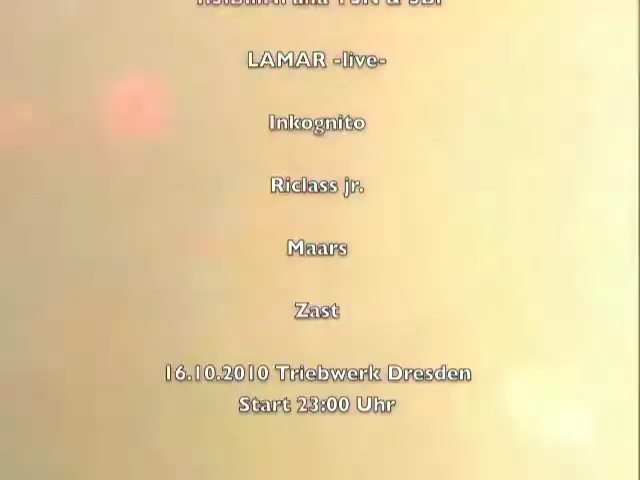 LAMAR -live-
Inkognito
Riclass jr.
Maars
Zast
16.10.2010 Triebwerk Dresden
Start 23:00 Uhr